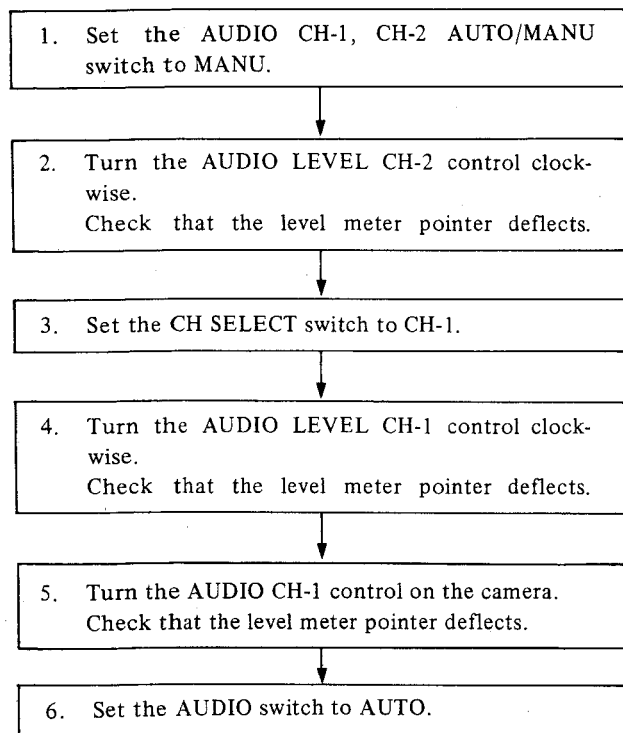 1. Set the AUDIO CH-1, CH-2 AUTO/MANU
switch to MANU.
2. Turn the AUDIO LEVEL CH-2 control clock-
wise.
Check that the level meter pointer deflects.
3. Set the CH SELECT switch to CH-1.
4. Turn the AUDIO LEVEL CH-1 control clock-
wise.
Check that the level meter pointer deflects.
5. Turn the AUDIO CH-1 control on the camera.
Check that the level meter pointer deflects.
6. Set the AUDIO switch to AUTO.